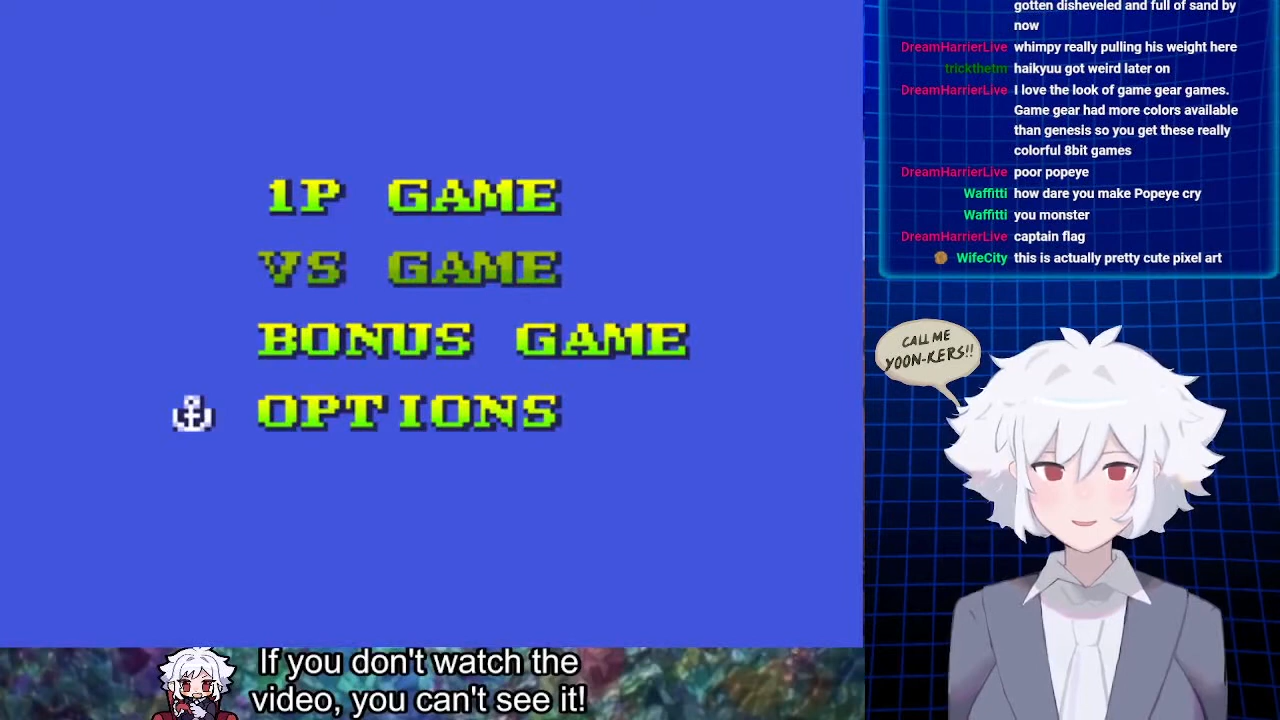 1P GAME
VS GAME
BONUS GAME
OPTIONS
gotten disheveled and full of sand by
now
DreamHarrierLive whimpy really pulling his weight here
trickthetm haikyuu got weird later on
DreamHarrierLive I love the look of game gear games.
Game gear had more colors available
than genesis so you get these really
colorful 8bit games
DreamHarrierLive poor popeye
Waffitti how dare you make Popeye cry
Waffitti you monster
DreamHarrierLive captain flag
WifeCity this is actually pretty cute pixel art
CALL ME
YOON-KERS!!
If you don't watch the
video, you can't see it!